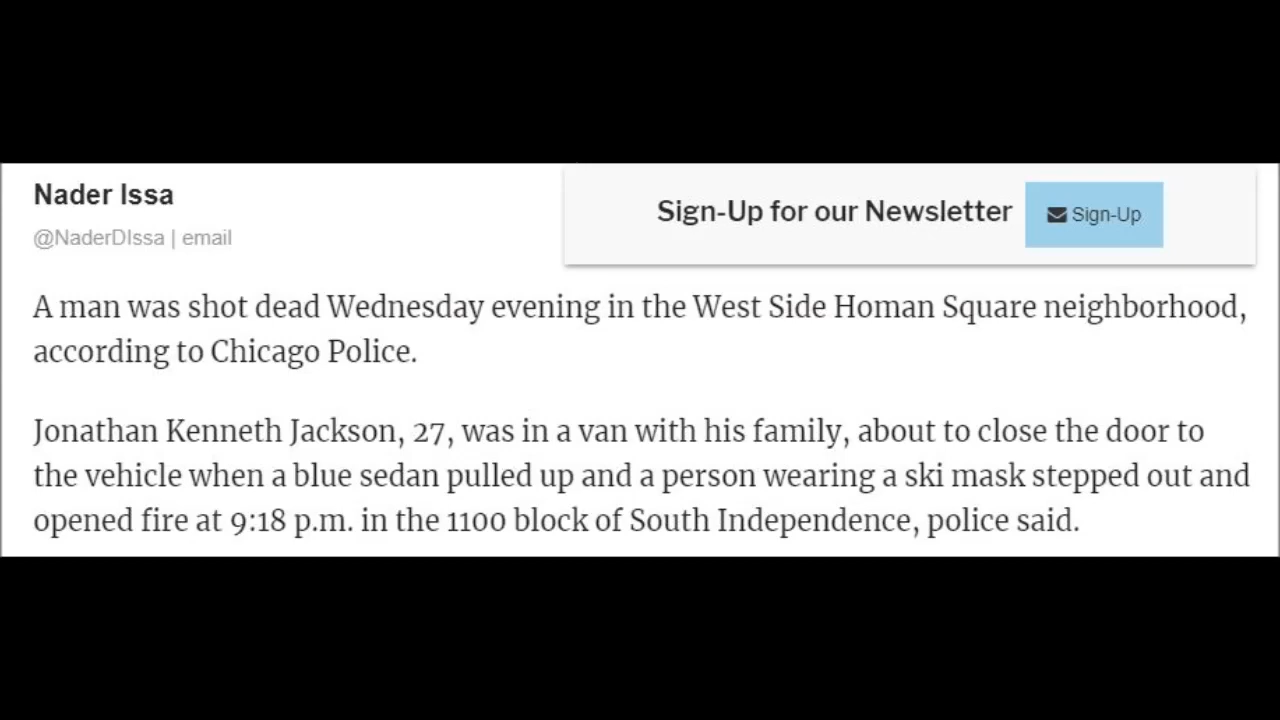 Nader Issa
@NaderDIssa | email
Sign-Up for our Newsletter
Sign-Up
A man was shot dead Wednesday evening in the West Side Homan Square neighborhood,
according to Chicago Police.
Jonathan Kenneth Jackson, 27, was in a van with his family, about to close the door to
the vehicle when a blue sedan pulled up and a person wearing a ski mask stepped out and
opened fire at 9:18 p.m. in the 1100 block of South Independence, police said.